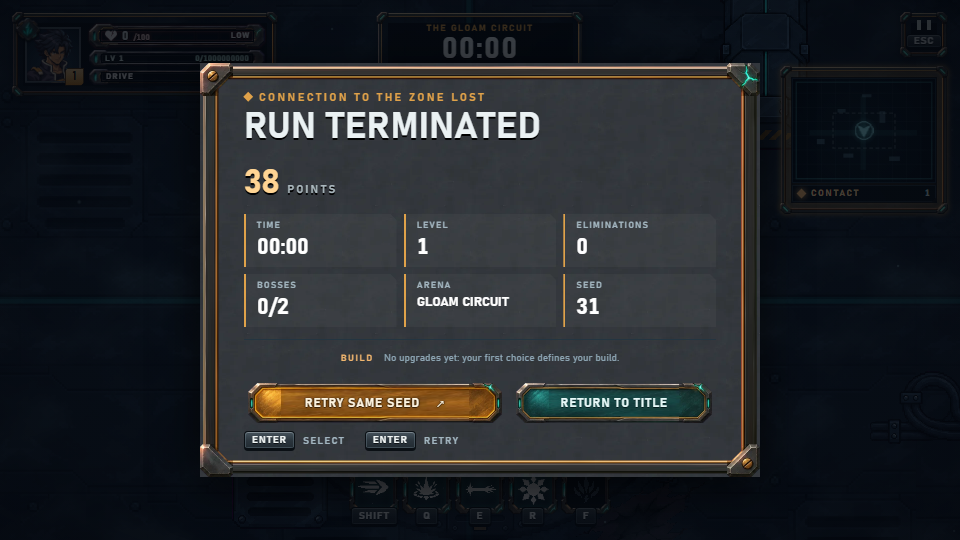 0 /100 LOW
LV 1 0/1000000000
DRIVE
1
THE GLOAM CIRCUIT
00:00
ESC
CONTACT 1
CONNECTION TO THE ZONE LOST
RUN TERMINATED
38 POINTS
TIME
00:00
LEVEL
1
ELIMINATIONS
0
BOSSES
0/2
ARENA
GLOAM CIRCUIT
SEED
31
BUILD No upgrades yet: your first choice defines your build.
RETRY SAME SEED ↗
RETURN TO TITLE
ENTER SELECT ENTER RETRY
SHIFT Q E R F